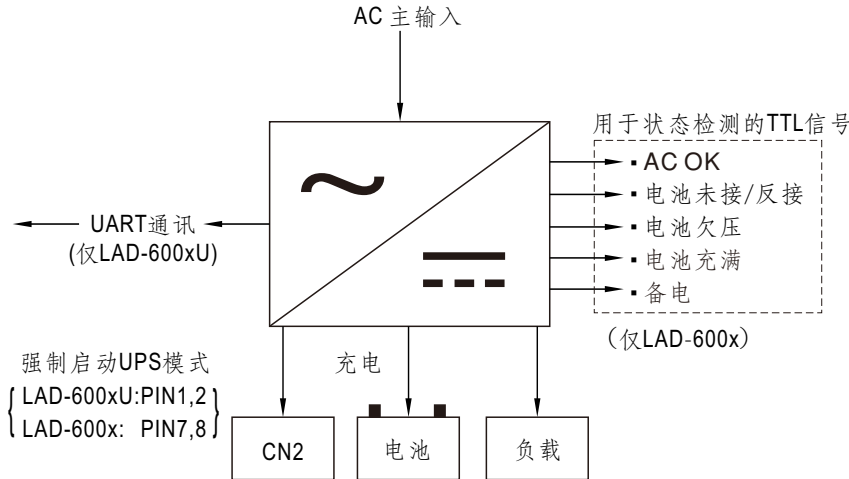 AC 主输入
用于状态检测的TTL信号
▪ AC OK
▪ 电池未接/反接
▪ 电池欠压
▪ 电池充满
▪ 备电
(仅LAD-600x)
UART通讯
(仅LAD-600xU)
强制启动UPS模式
LAD-600xU:PIN1,2
LAD-600x: PIN7,8
充电
CN2
电池
负载